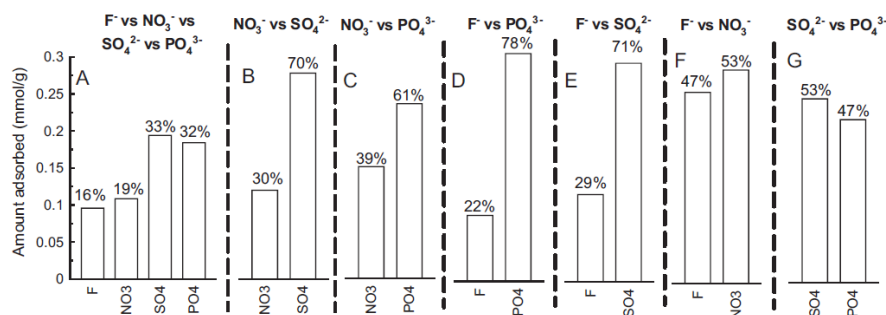 F⁻ vs NO₃⁻ vs
SO₄²⁻ vs PO₄³⁻
NO₃⁻ vs SO₄²⁻
NO₃⁻ vs PO₄³⁻
F⁻ vs PO₄³⁻
F⁻ vs SO₄²⁻
F⁻ vs NO₃⁻
SO₄²⁻ vs PO₄³⁻
Amount adsorbed (mmol/g)
0.3
0.25
0.2
0.15
0.1
0.05
0
A
16%
19%
33%
32%
F
NO3
SO4
PO4
B
30%
70%
NO3
SO4
C
39%
61%
NO3
PO4
D
22%
78%
F
PO4
E
29%
71%
F
SO4
F
47%
53%
F
NO3
G
53%
47%
SO4
PO4